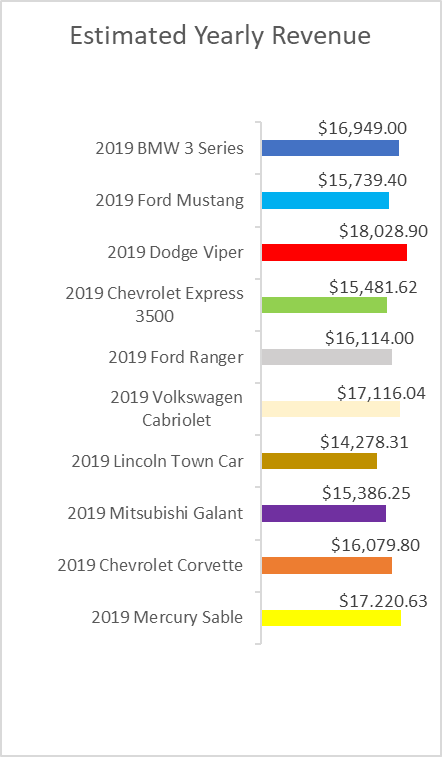 Estimated Yearly Revenue
$16,949.00
2019 BMW 3 Series
$15,739.40
2019 Ford Mustang
$18,028.90
2019 Dodge Viper
2019 Chevrolet Express
$15,481.62
3500
$16,114.00
2019 Ford Ranger
2019 Volkswagen
$17,116.04
Cabriolet
$14,278.31
2019 Lincoln Town Car
$15,386.25
2019 Mitsubishi Galant
$16,079.80
2019 Chevrolet Corvette
$17.220.63
2019 Mercury Sable